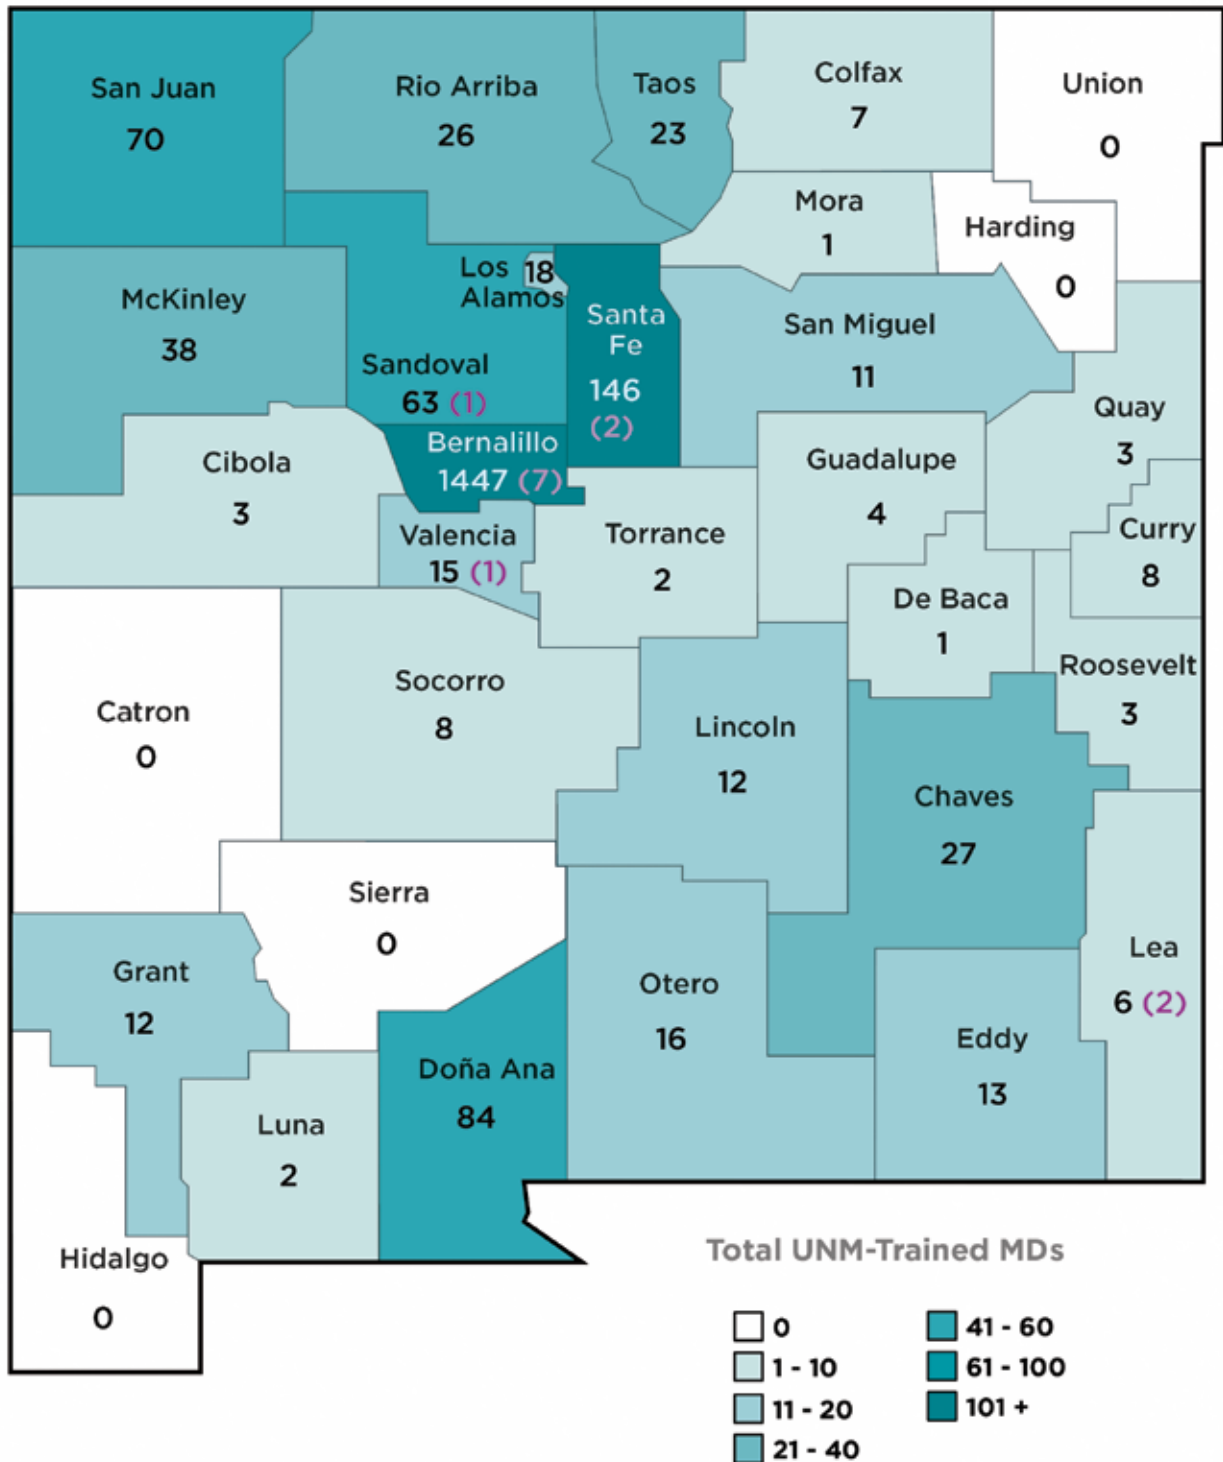 San Juan
70
Rio Arriba
26
Taos
23
Colfax
7
Union
0
Mora
1
Harding
0
McKinley
38
Los
Alamos
18
Sandoval
63 (1)
Santa
Fe
146
(2)
San Miguel
11
Quay
3
Cibola
3
Bernalillo
1447 (7)
Guadalupe
4
Valencia
15 (1)
Torrance
2
Curry
8
De Baca
1
Roosevelt
3
Catron
0
Socorro
8
Lincoln
12
Chaves
27
Sierra
0
Grant
12
Otero
16
Lea
6 (2)
Eddy
13
Doña Ana
84
Luna
2
Hidalgo
0
Total UNM-Trained MDs
0
1 - 10
11 - 20
21 - 40
41 - 60
61 - 100
101 +